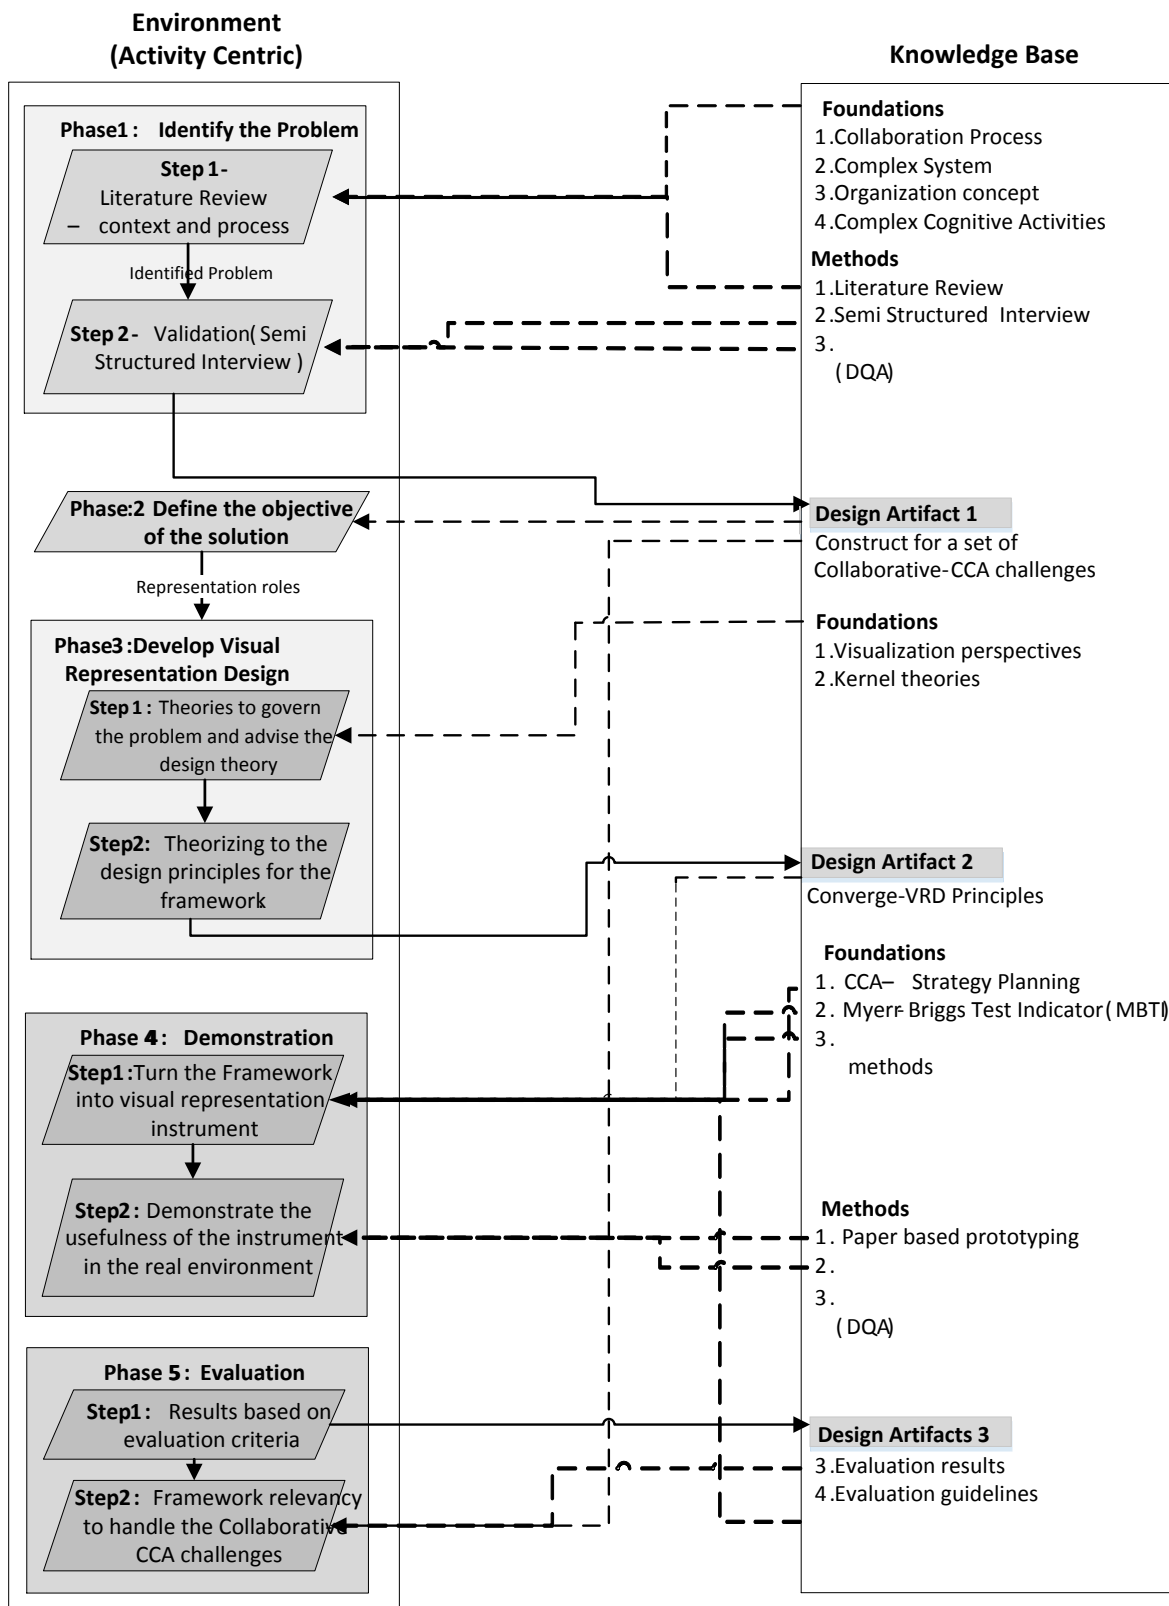 Environment
(Activity Centric)
Phase1: Identify the Problem
Step 1-
Literature Review
– context and process
Identified Problem
Step 2- Validation( Semi
Structured Interview )
Phase:2 Define the objective
of the solution
Representation roles
Phase3:Develop Visual
Representation Design
Step 1: Theories to govern
the problem and advise the
design theory
Step2: Theorizing to the
design principles for the
framework.
Phase 4: Demonstration
Step1:Turn the Framework
into visual representation
instrument
Step2: Demonstrate the
usefulness of the instrument
in the real environment
Phase 5: Evaluation
Step1: Results based on
evaluation criteria
Step2: Framework relevancy
to handle the Collaborative
CCA challenges
Knowledge Base
Foundations
1.Collaboration Process
2.Complex System
3.Organization concept
4.Complex Cognitive Activities
Methods
1.Literature Review
2.Semi Structured Interview
3.
( DQA)
Design Artifact 1
Construct for a set of
Collaborative-CCA challenges
Foundations
1.Visualization perspectives
2.Kernel theories
Design Artifact 2
Converge-VRD Principles
Foundations
1. CCA– Strategy Planning
2. Myerr-Briggs Test Indicator( MBTI)
3.
methods
Methods
1. Paper based prototyping
2.
3.
( DQA)
Design Artifacts 3
3.Evaluation results
4.Evaluation guidelines